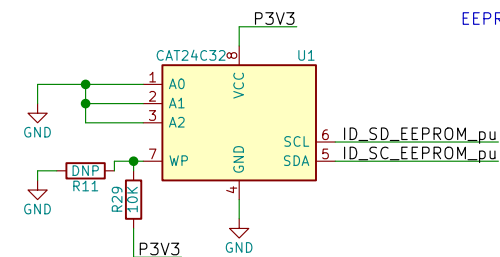 P3V3
EEPR
CAT24C32
U1
8
VCC
1 A0
2 A1
3 A2
GND
SCL 6 ID_SD_EEPROM_pu
SDA 5 ID_SC_EEPROM_pu
7 WP
GND
4
DNP
R11
GND
R29
10K
P3V3
GND